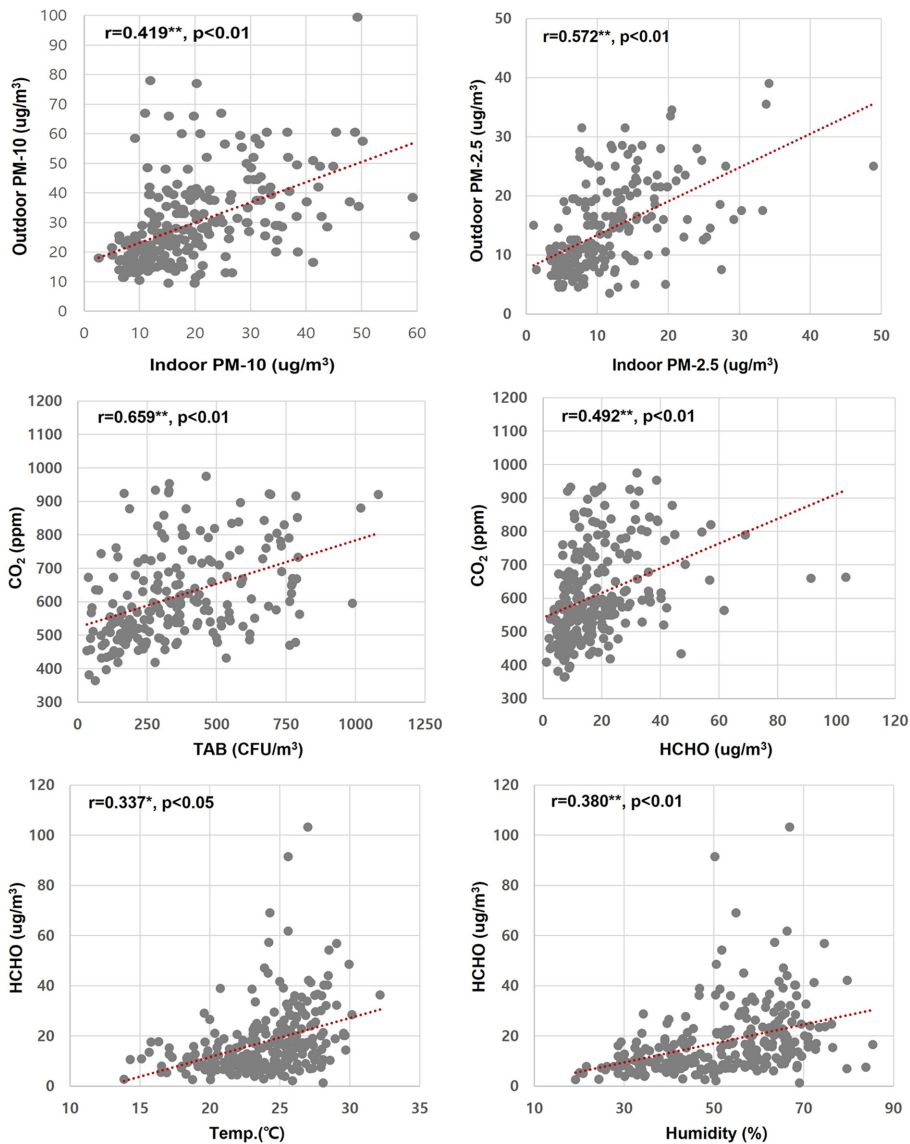 r=0.419**, p<0.01
Outdoor PM-10 (ug/m³)
100
90
80
70
60
50
40
30
20
10
0
0 10 20 30 40 50 60
Indoor PM-10 (ug/m³)
r=0.572**, p<0.01
Outdoor PM-2.5 (ug/m³)
50
40
30
20
10
0
0 10 20 30 40 50
Indoor PM-2.5 (ug/m³)
r=0.659**, p<0.01
CO₂ (ppm)
1200
1100
1000
900
800
700
600
500
400
300
0 250 500 750 1000 1250
TAB (CFU/m³)
r=0.492**, p<0.01
CO₂ (ppm)
1200
1100
1000
900
800
700
600
500
400
300
0 20 40 60 80 100 120
HCHO (ug/m³)
r=0.337*, p<0.05
HCHO (ug/m³)
120
100
80
60
40
20
0
10 15 20 25 30 35
Temp.(℃)
r=0.380**, p<0.01
HCHO (ug/m³)
120
100
80
60
40
20
0
10 30 50 70 90
Humidity (%)